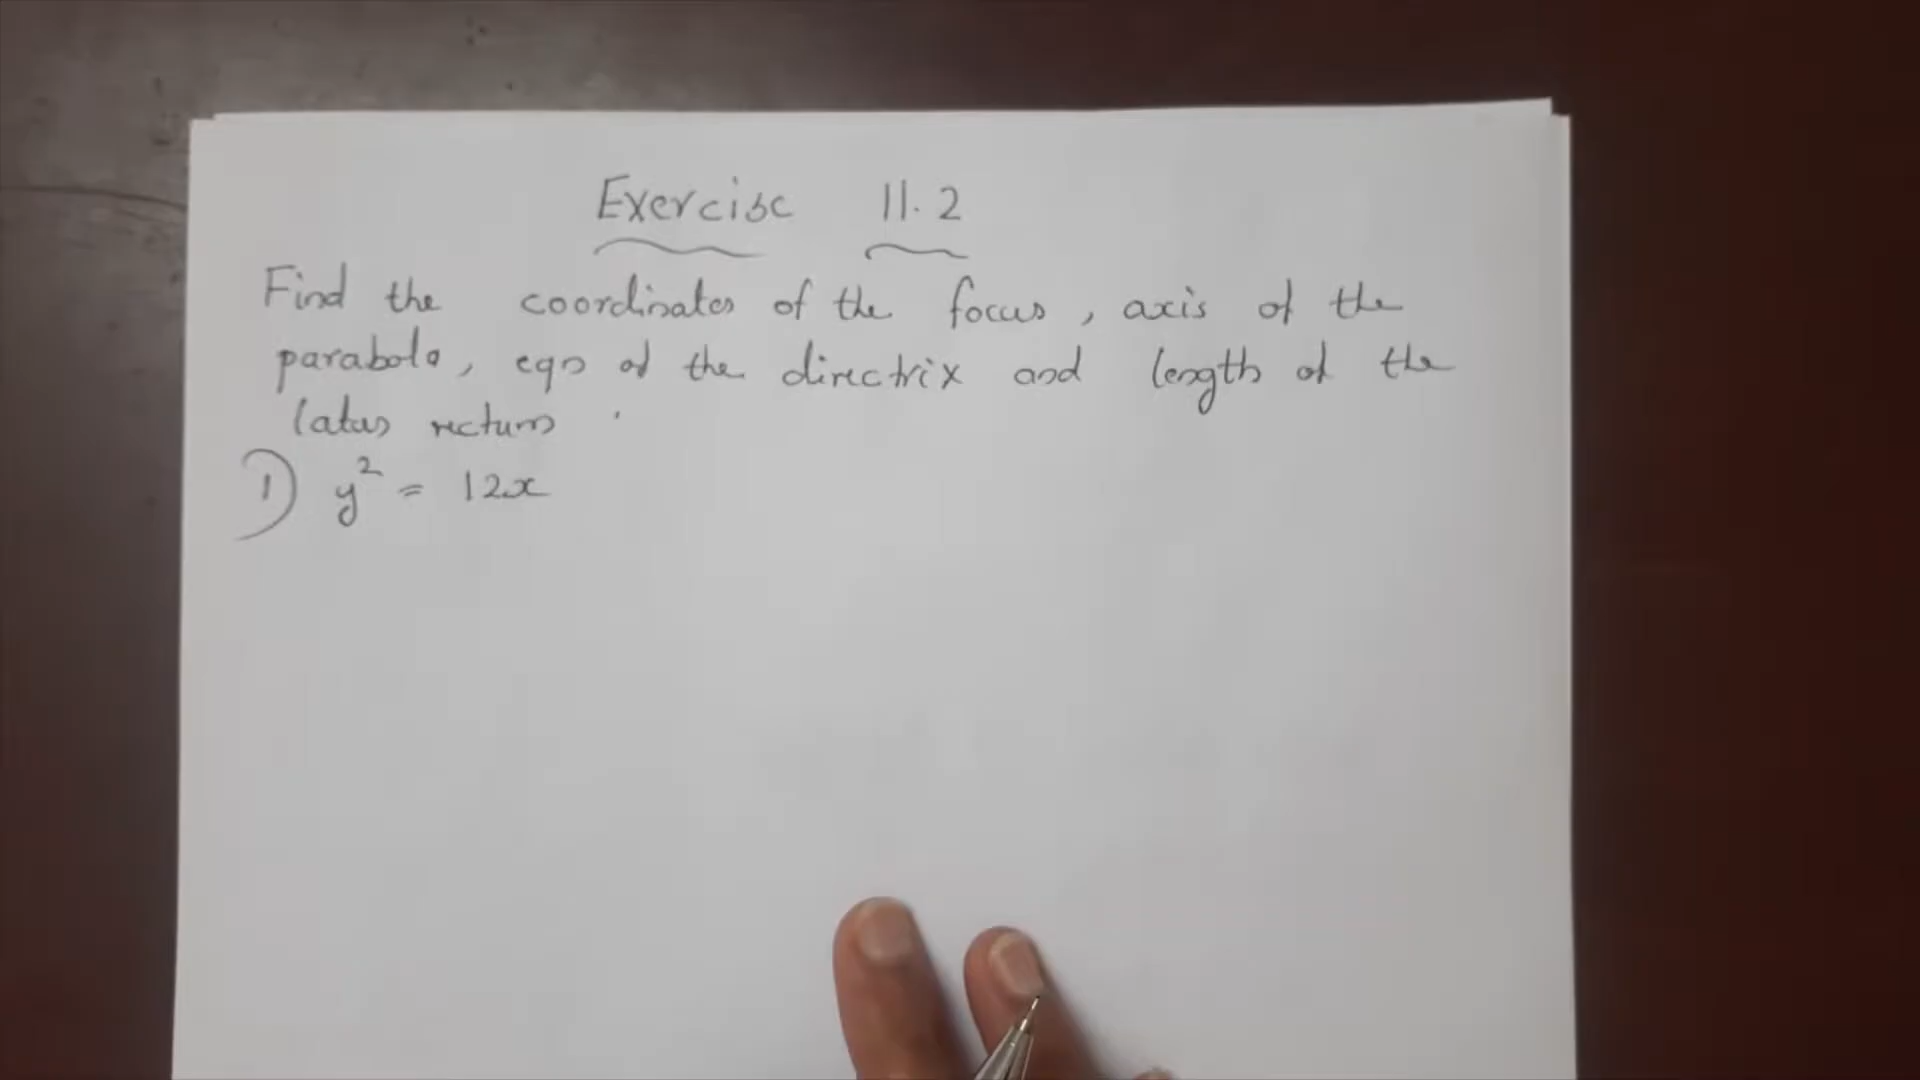 Exercise 11.2
Find the coordinates of the focus, axis of the
parabola, eqn of the directrix and length of the
latus rectum.
1) y² = 12x